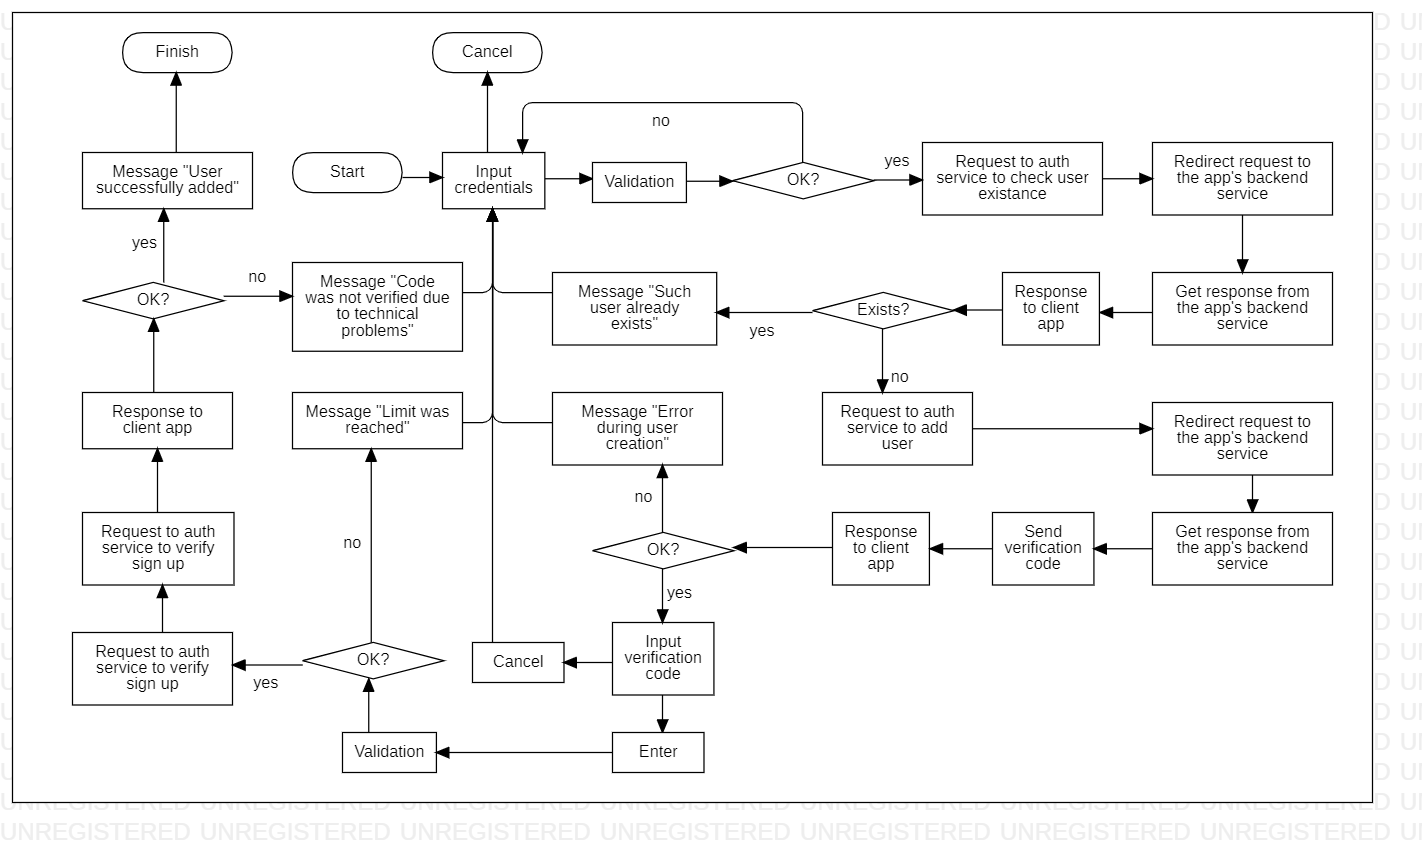 Finish
Cancel
no
Message "User
successfully added"
Start
Input
credentials
Validation
OK?
yes
Request to auth
service to check user
existance
Redirect request to
the app's backend
service
yes
OK?
no
Message "Code
was not verified due
to technical
problems"
Message "Such
user already
exists"
yes
Exists?
no
Response
to client
app
Get response from
the app's backend
service
Response to
client app
Message "Limit was
reached"
Message "Error
during user
creation"
Request to auth
service to add
user
Redirect request to
the app's backend
service
no
Request to auth
service to verify
sign up
no
OK?
yes
Response
to client
app
Send
verification
code
Get response from
the app's backend
service
Request to auth
service to verify
sign up
yes
OK?
Cancel
Input
verification
code
Validation
Enter
UNREGISTERED UNREGISTERED UNREGISTERED UNREGISTERED UNREGISTERED UNREGISTERED UNREGISTERED UN